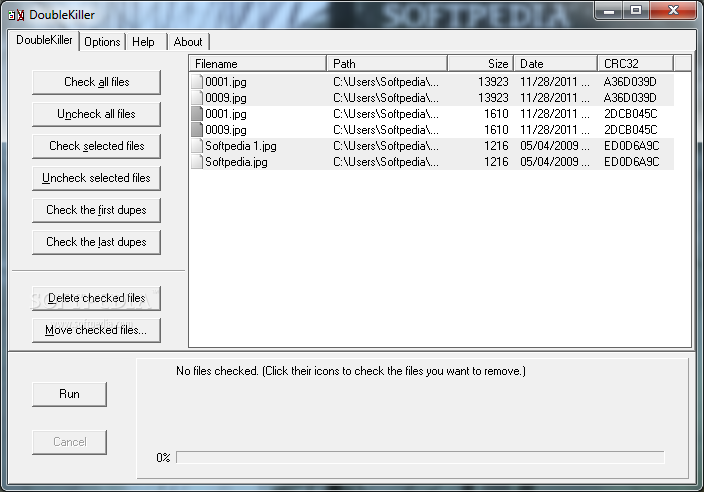 DoubleKiller
SOFTPEDIA
DoubleKiller Options Help About
Check all files
Uncheck all files
Check selected files
Uncheck selected files
Check the first dupes
Check the last dupes
Delete checked files
Move checked files...
Filename Path Size Date CRC32
0001.jpg C:\Users\Softpedia\... 13923 11/28/2011 ... A36D039D
0009.jpg C:\Users\Softpedia\... 13923 11/28/2011 ... A36D039D
0001.jpg C:\Users\Softpedia\... 1610 11/28/2011 ... 2DCB045C
0009.jpg C:\Users\Softpedia\... 1610 11/28/2011 ... 2DCB045C
Softpedia 1.jpg C:\Users\Softpedia\... 1216 05/04/2009 ... ED0D6A9C
Softpedia.jpg C:\Users\Softpedia\... 1216 05/04/2009 ... ED0D6A9C
Run
Cancel
No files checked. (Click their icons to check the files you want to remove.)
0%